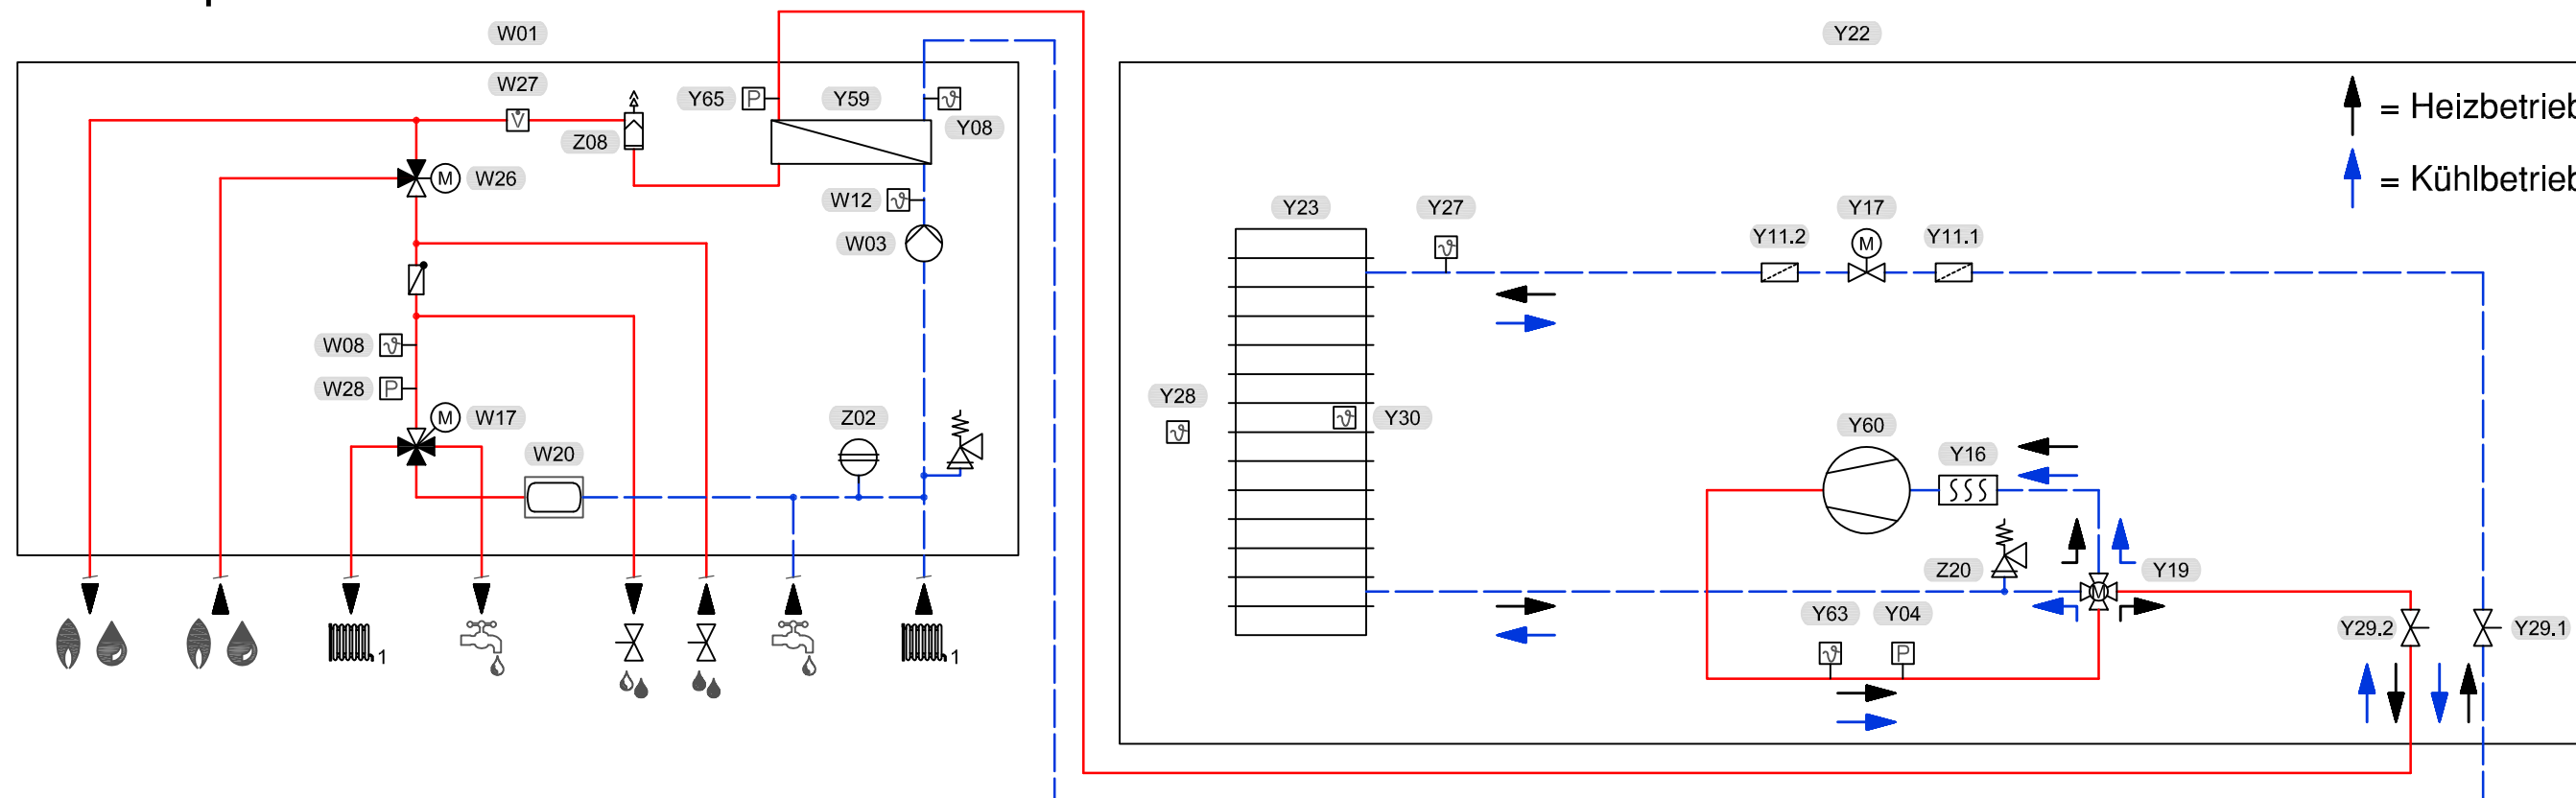 W01
Y22
W27
Y65
P
Y59
= Heizbetrieb
V̇
Z08
ϑ
Y08
M
W26
= Kühlbetrieb
W12
ϑ
W03
Y23
Y27
ϑ
Y11.2
Y17
M
Y11.1
W08
ϑ
W28
P
M
W17
Z02
Y28
ϑ
ϑ
Y30
Y60
W20
Y16
Z20
M
Y19
Y63
ϑ
Y04
P
Y29.2
Y29.1
1
1